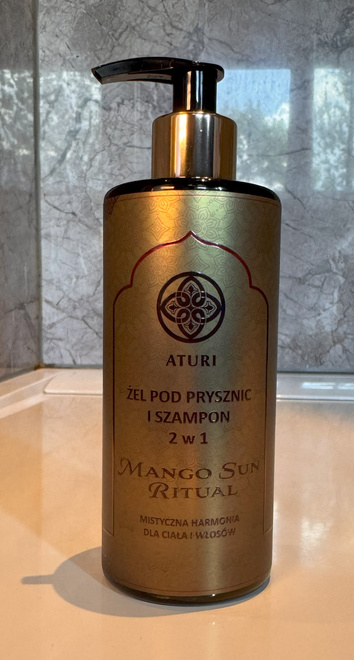 ATURI
ŻEL POD PRYSZNIC
I SZAMPON
2 w 1
MANGO SUN
RITUAL
MISTYCZNA HARMONIA
DLA CIAŁA I WŁOSÓW